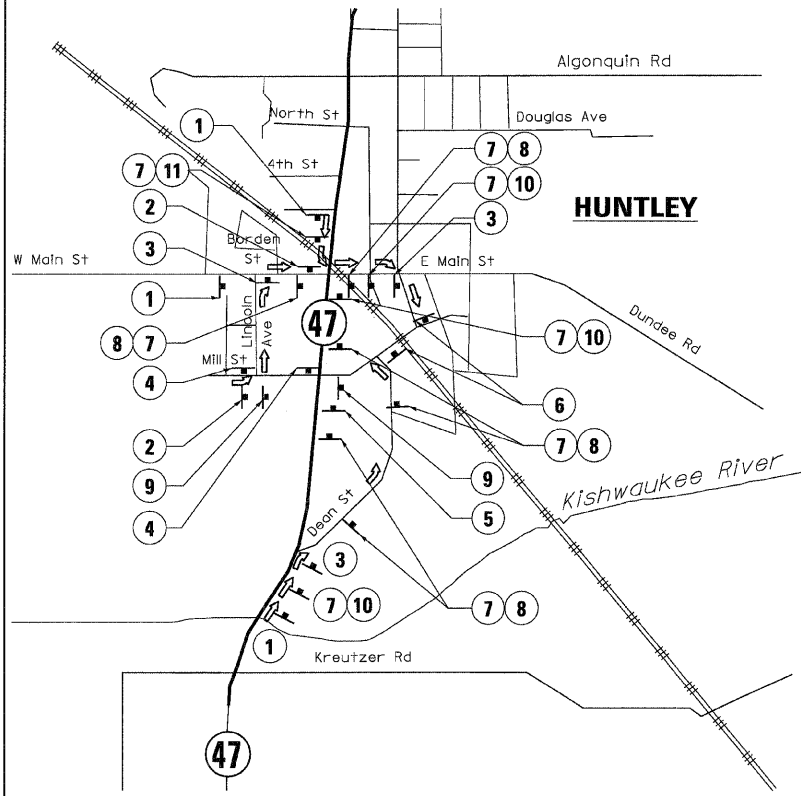 Algonquin Rd
North St
Douglas Ave
1
4th St
7 8
7 11
7 10
2
HUNTLEY
3
3
Borden St
W Main St
E Main St
1
47
Lincoln Ave
Dundee Rd
8 7
7 10
Mill St
4
6
2
7 8
9
9
Kishwaukee River
4
5
Dean St
3
7 10
7 8
1
Kreutzer Rd
47